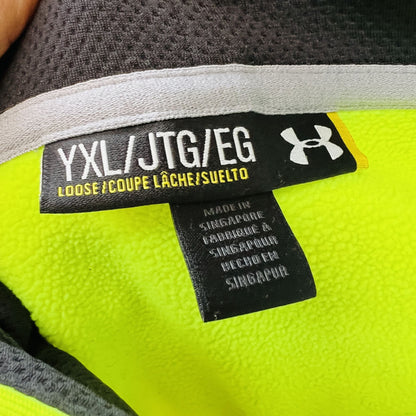 YXL/JTG/EG
LOOSE/COUPE LÂCHE/SUELTO
MADE IN
SINGAPORE
FABRIQUÉ À
SINGAPOUR
HECHO EN
SINGAPUR